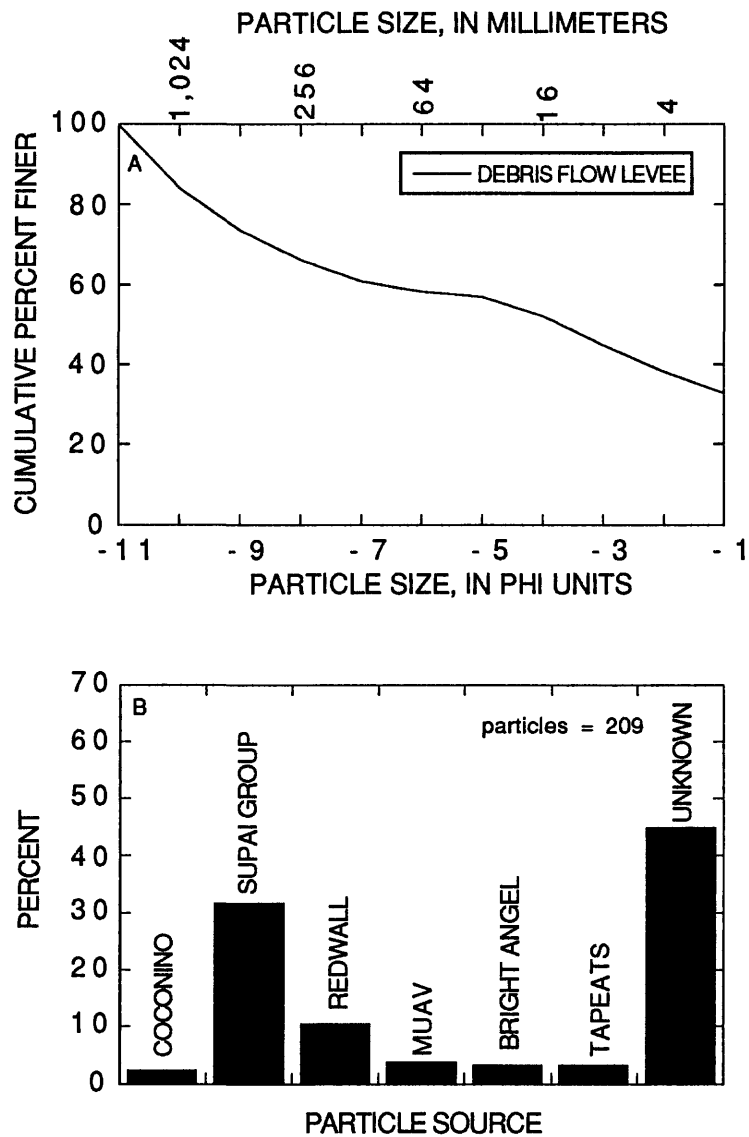 PARTICLE SIZE, IN MILLIMETERS
1,024 256 64 16 4
100
A
DEBRIS FLOW LEVEE
80
60
40
20
0
CUMULATIVE PERCENT FINER
-11 -9 -7 -5 -3 -1
PARTICLE SIZE, IN PHI UNITS
70
B
particles = 209
60
50
40
30
20
10
0
PERCENT
COCONINO
SUPAI GROUP
REDWALL
MUAV
BRIGHT ANGEL
TAPEATS
UNKNOWN
PARTICLE SOURCE